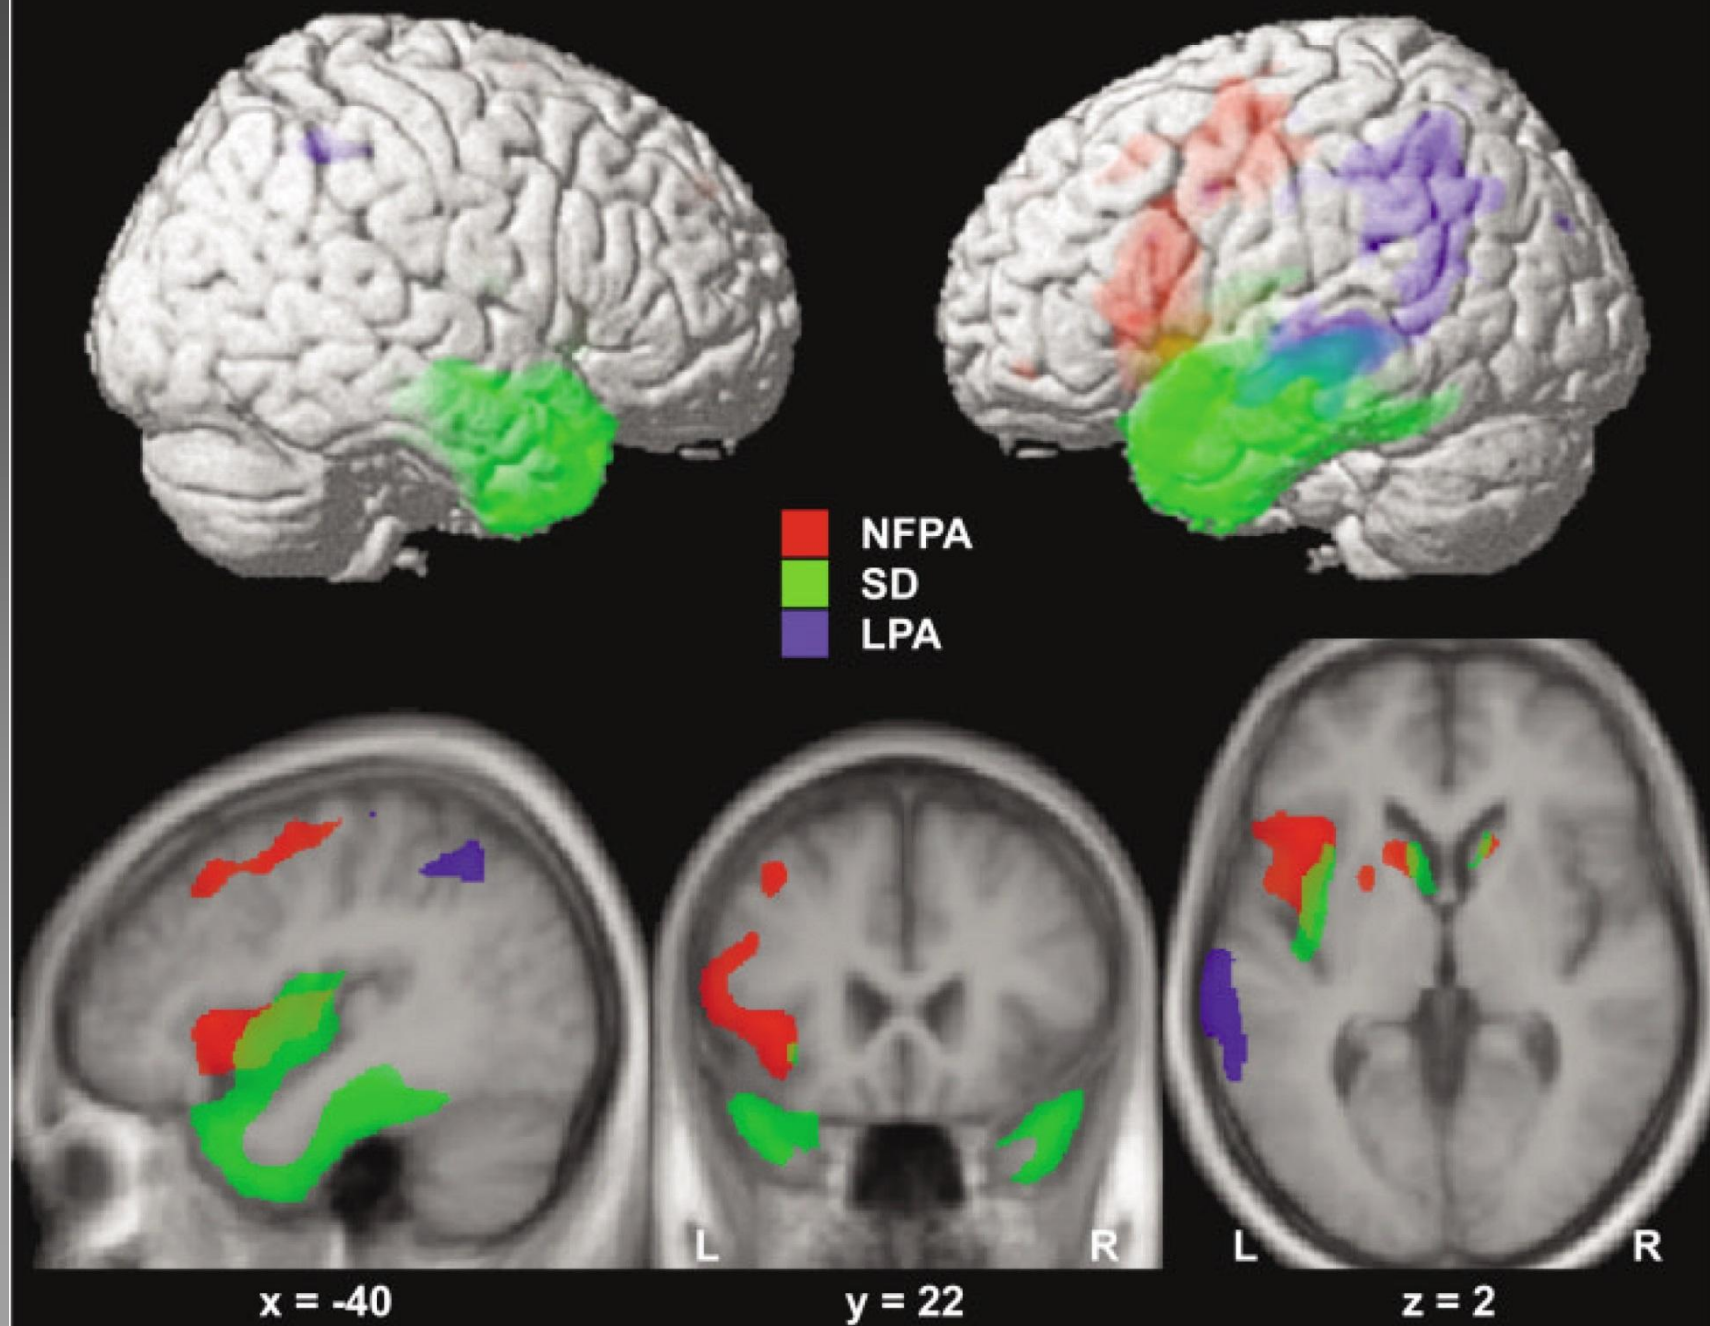 NFPA
SD
LPA
L
R
L
R
x = -40
y = 22
z = 2